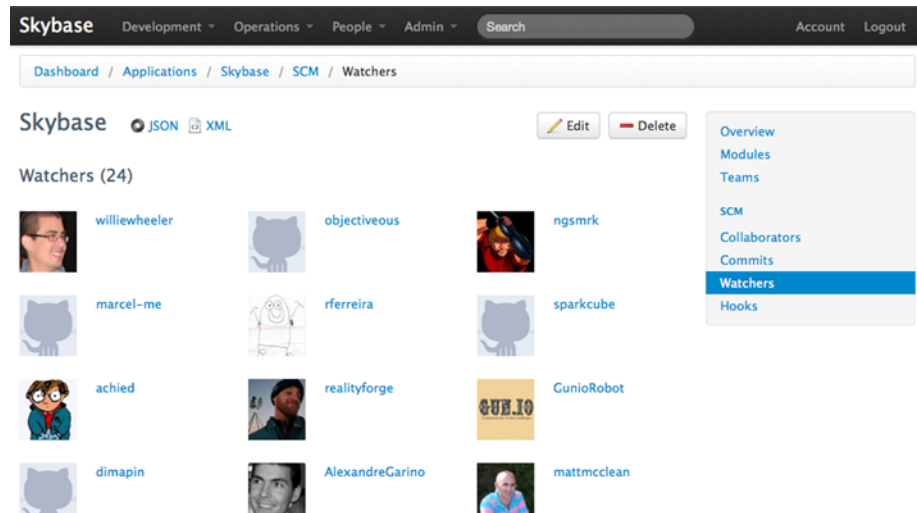 Skybase Development Operations People Admin Search Account Logout
Dashboard / Applications / Skybase / SCM / Watchers
Skybase JSON XML Edit Delete
Watchers (24)
williewheeler objectiveous ngsmrk
marcel-me rferreira sparkcube
achied realityforge GunioRobot
GUN.IO
dimapin AlexandreGarino mattmcclean
Overview
Modules
Teams
SCM
Collaborators
Commits
Watchers
Hooks